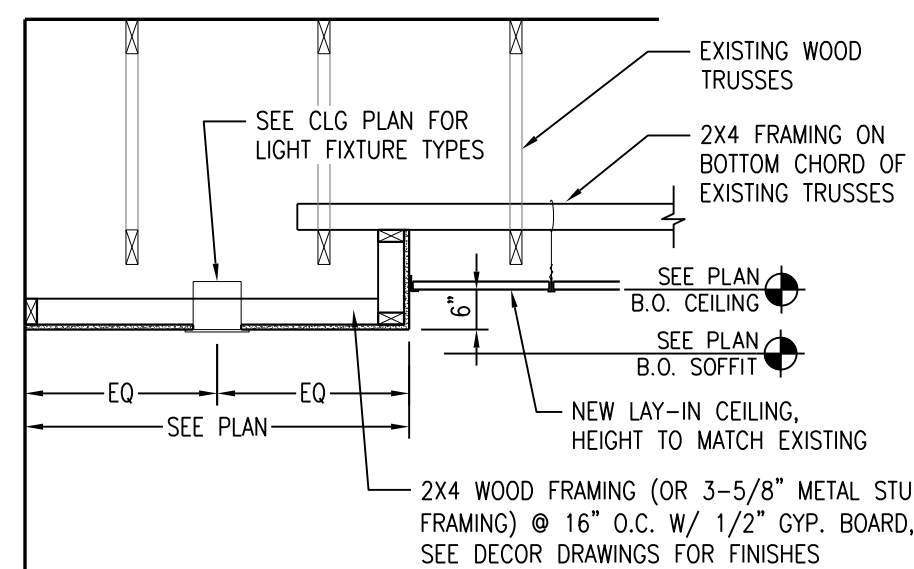 EXISTING WOOD
TRUSSES
SEE CLG PLAN FOR
LIGHT FIXTURE TYPES
2X4 FRAMING ON
BOTTOM CHORD OF
EXISTING TRUSSES
SEE PLAN
B.O. CEILING
6"
SEE PLAN
B.O. SOFFIT
EQ
EQ
SEE PLAN
NEW LAY-IN CEILING,
HEIGHT TO MATCH EXISTING
2X4 WOOD FRAMING (OR 3-5/8" METAL STU
FRAMING) @ 16" O.C. W/ 1/2" GYP. BOARD,
SEE DECOR DRAWINGS FOR FINISHES